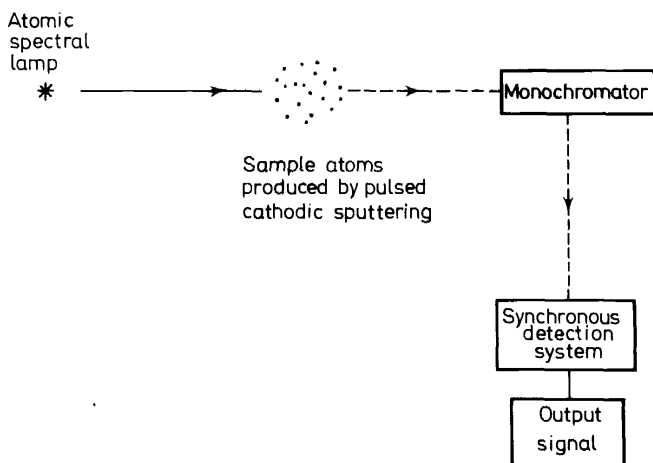 Atomic
spectral
lamp
Monochromator
Sample atoms
produced by pulsed
cathodic sputtering
Synchronous
detection
system
Output
signal